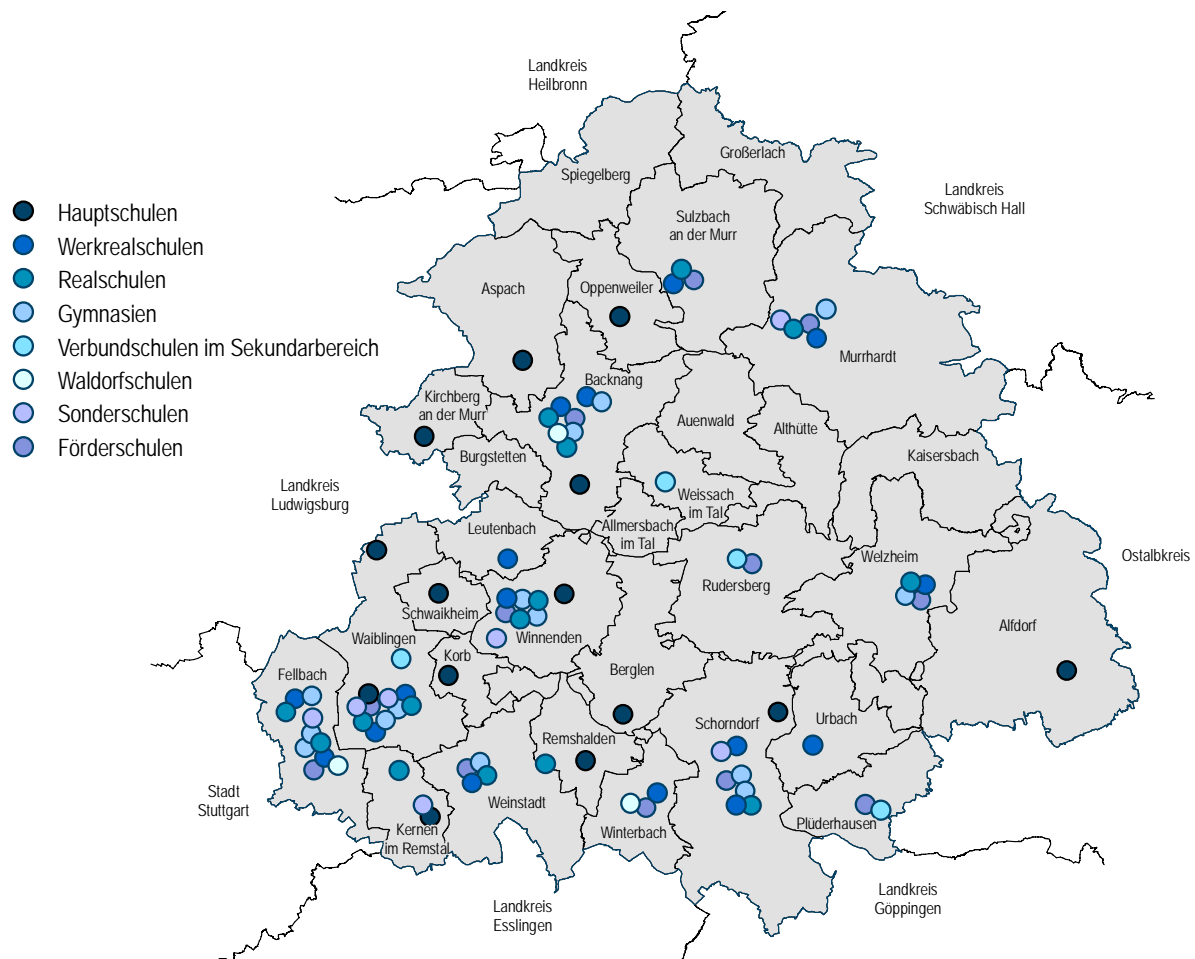 Landkreis
Heilbronn
Großerlach
Spiegelberg
Landkreis
Schwäbisch Hall
Hauptschulen
Werkrealschulen
Realschulen
Gymnasien
Verbundschulen im Sekundarbereich
Waldorfschulen
Sonderschulen
Förderschulen
Sulzbach
an der Murr
Aspach
Oppenweiler
Murrhardt
Backnang
Kirchberg
an der Murr
Auenwald
Althütte
Burgstetten
Kaisersbach
Landkreis
Ludwigsburg
Weissach
im Tal
Leutenbach
Allmersbach
im Tal
Welzheim
Ostalbkreis
Rudersberg
Schwaikheim
Alfdorf
Waiblingen
Winnenden
Korb
Fellbach
Berglen
Schorndorf
Urbach
Remshalden
Stadt
Stuttgart
Weinstadt
Plüderhausen
Kernen
im Remstal
Winterbach
Landkreis
Göppingen
Landkreis
Esslingen